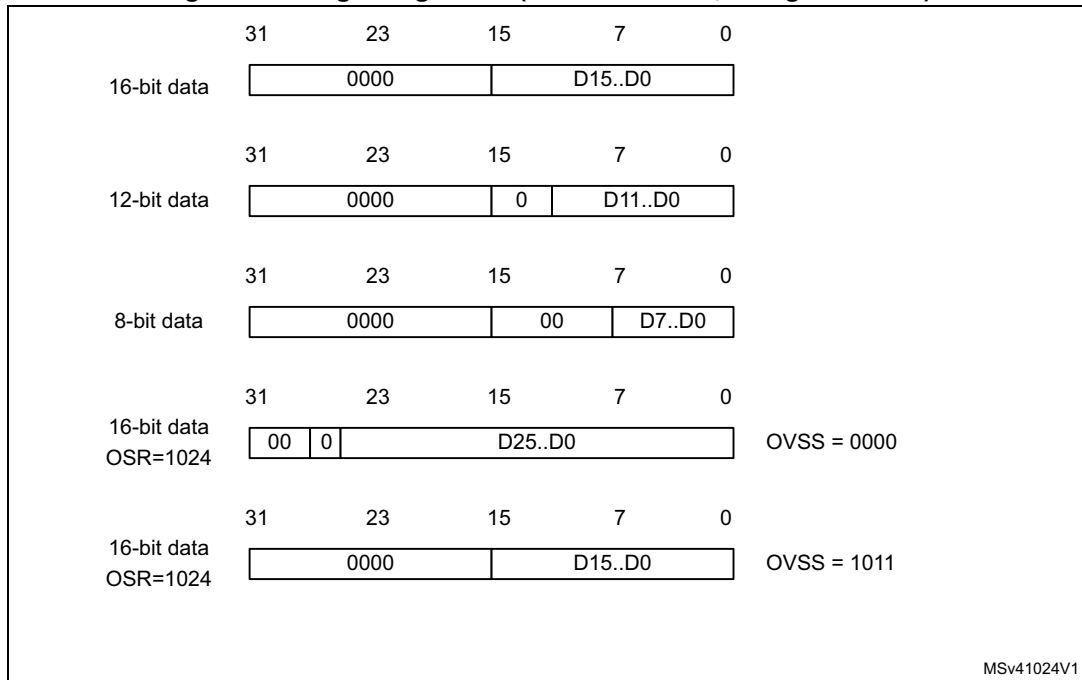 31 23 15 7 0
16-bit data 0000 D15..D0
31 23 15 7 0
12-bit data 0000 0 D11..D0
31 23 15 7 0
8-bit data 0000 00 D7..D0
31 23 15 7 0
16-bit data
OSR=1024 00 0 D25..D0 OVSS = 0000
31 23 15 7 0
16-bit data
OSR=1024 0000 D15..D0 OVSS = 1011
MSv41024V1